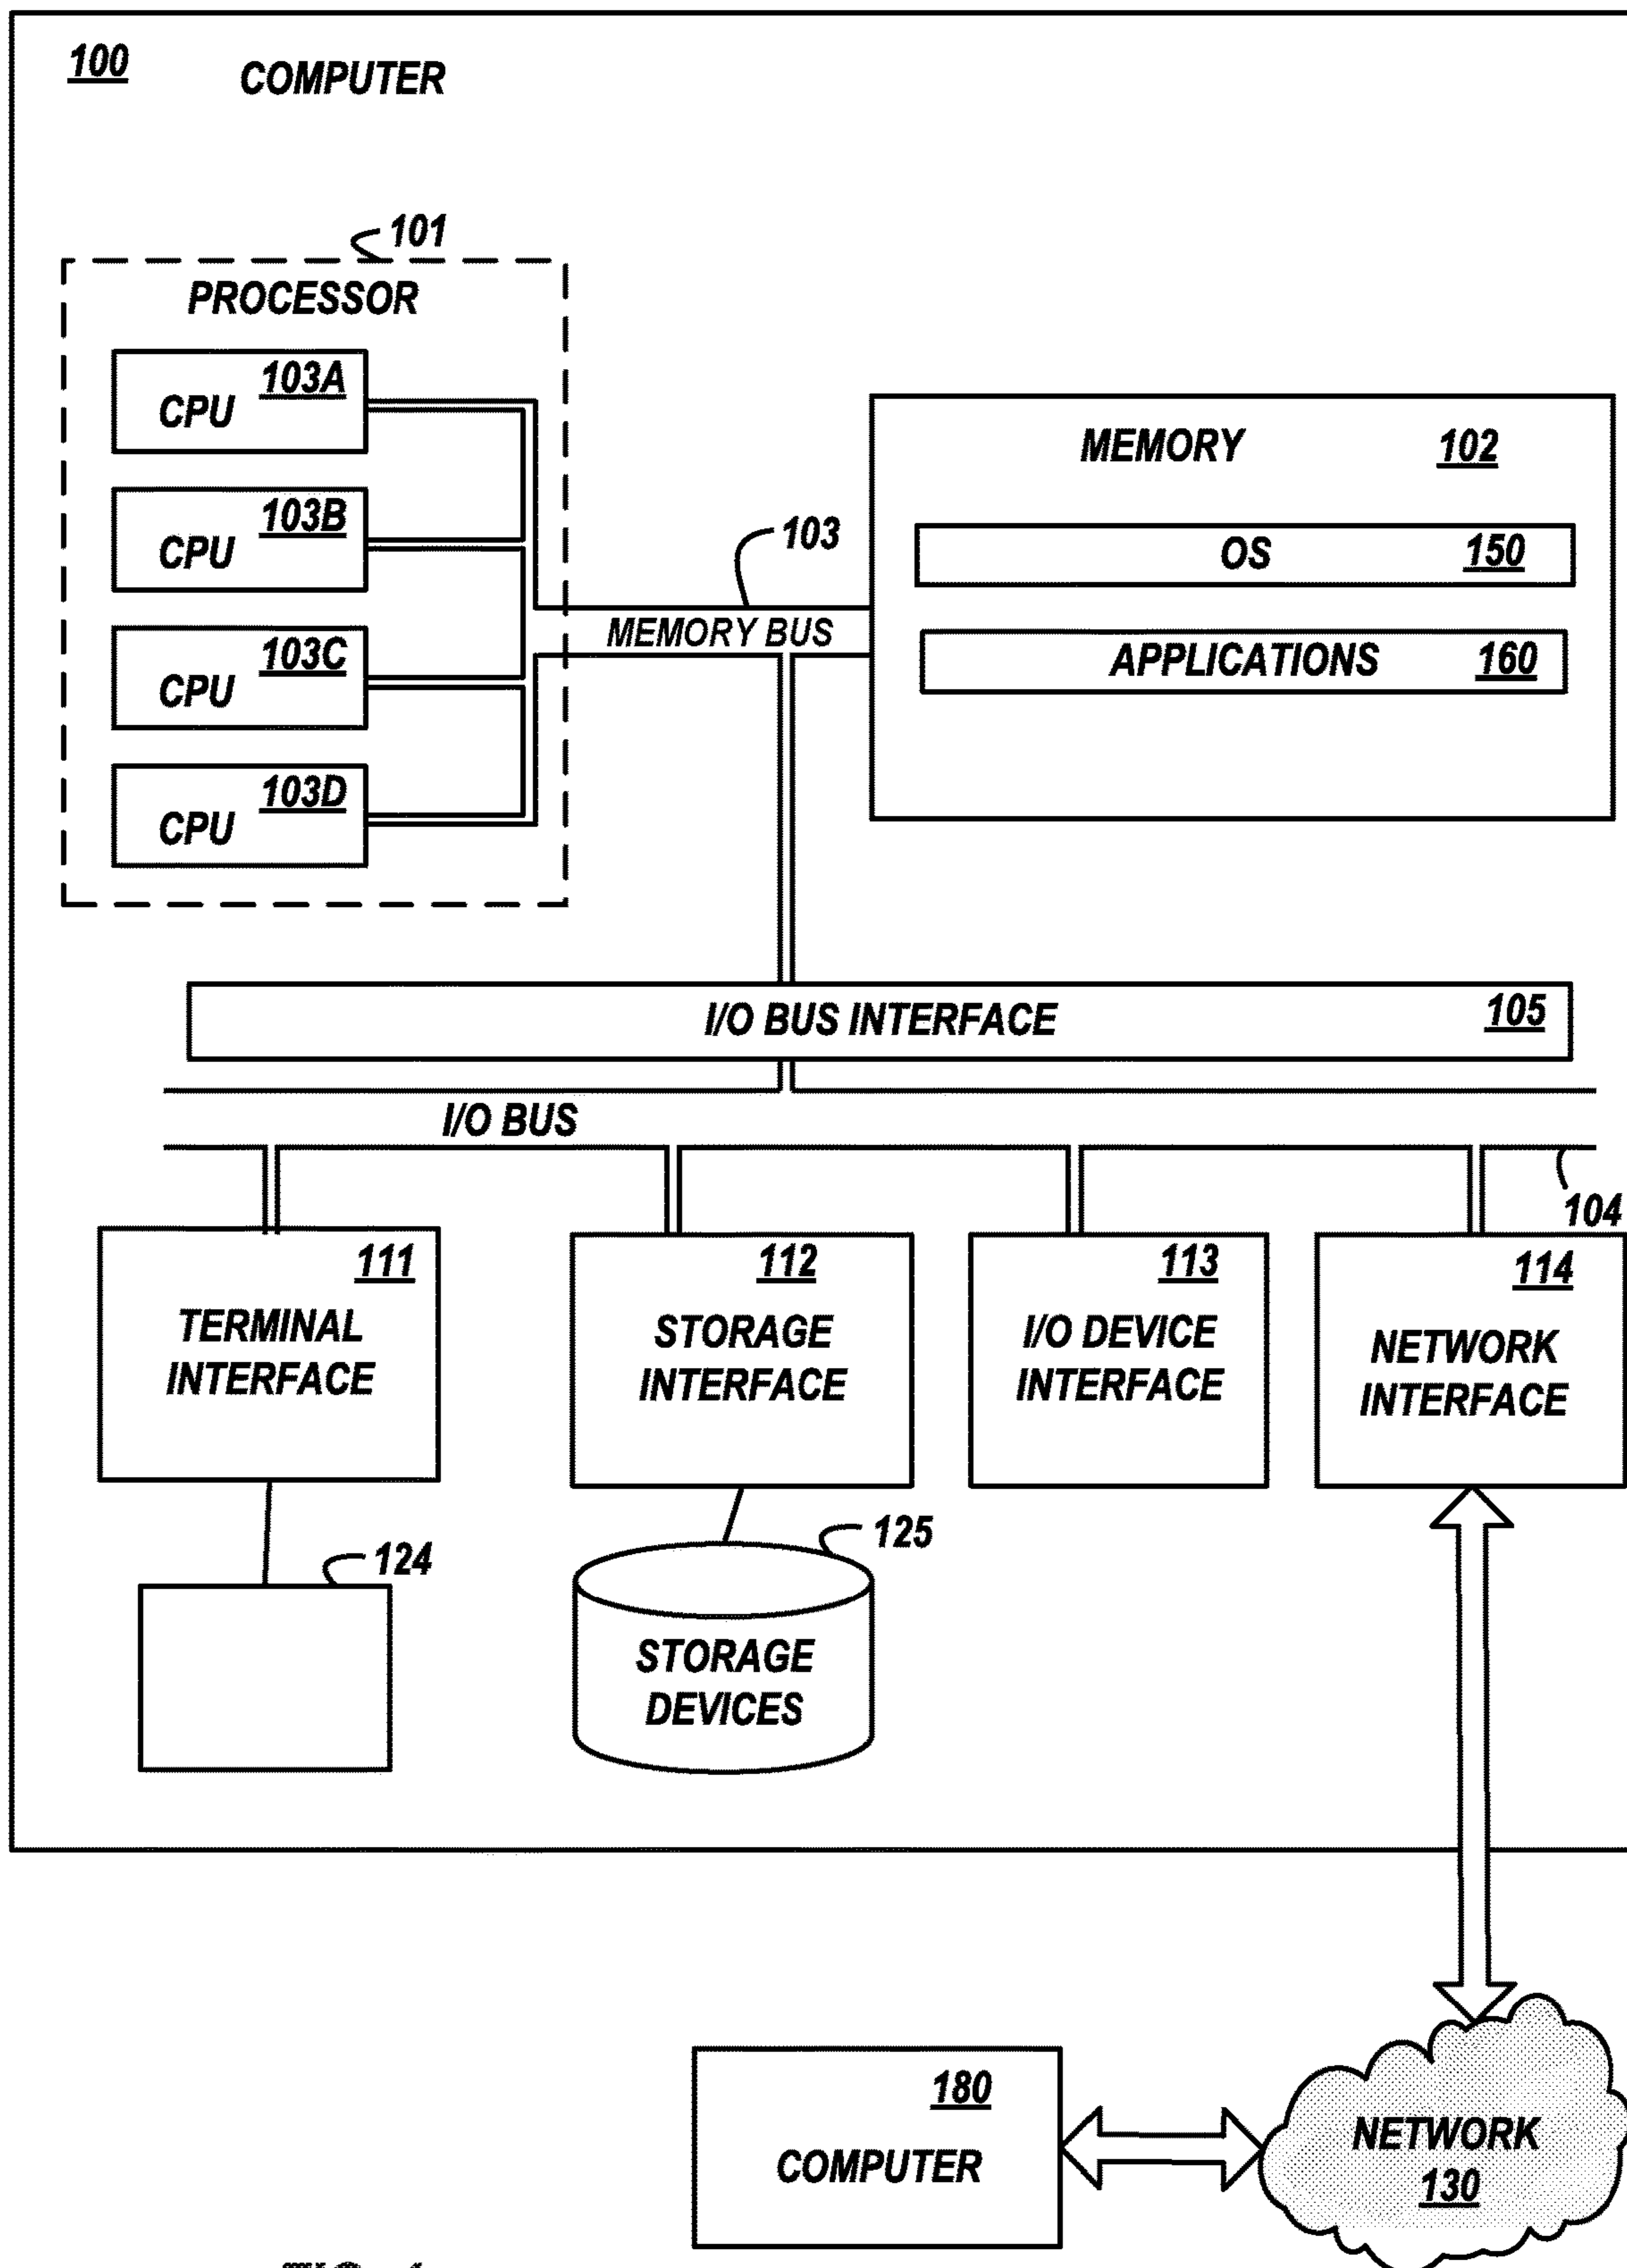 100 COMPUTER
101
PROCESSOR
103A
CPU
103B
CPU
103C
CPU
103D
CPU
103
MEMORY BUS
MEMORY 102
OS 150
APPLICATIONS 160
I/O BUS INTERFACE 105
I/O BUS
104
111
TERMINAL
INTERFACE
112
STORAGE
INTERFACE
113
I/O DEVICE
INTERFACE
114
NETWORK
INTERFACE
124
125
STORAGE
DEVICES
180
COMPUTER
NETWORK
130